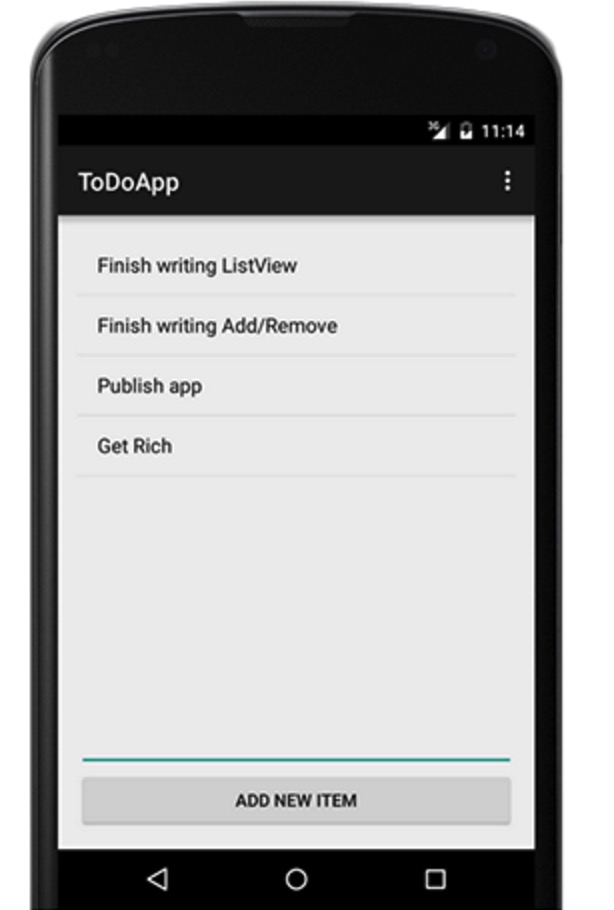 3G
11:14
ToDoApp
Finish writing ListView
Finish writing Add/Remove
Publish app
Get Rich
ADD NEW ITEM